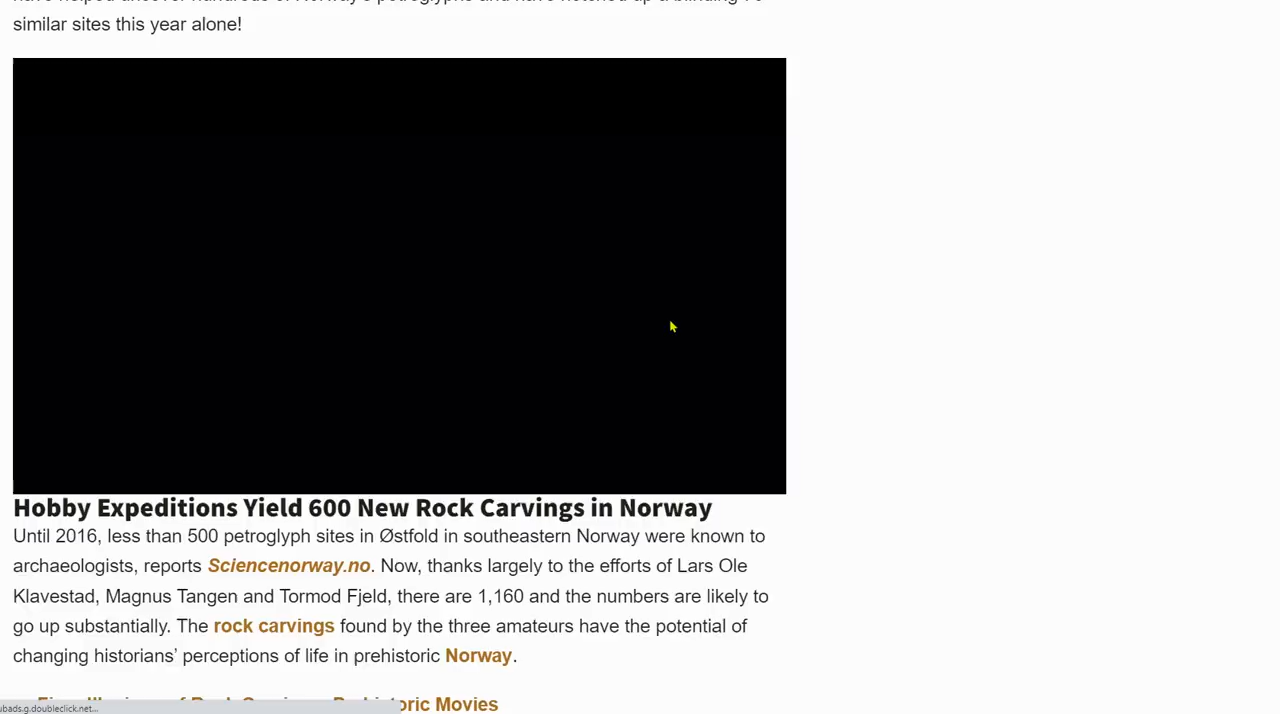 similar sites this year alone!
Hobby Expeditions Yield 600 New Rock Carvings in Norway
Until 2016, less than 500 petroglyph sites in Østfold in southeastern Norway were known to
archaeologists, reports Sciencenorway.no. Now, thanks largely to the efforts of Lars Ole
Klavestad, Magnus Tangen and Tormod Fjeld, there are 1,160 and the numbers are likely to
go up substantially. The rock carvings found by the three amateurs have the potential of
changing historians' perceptions of life in prehistoric Norway.
Movies
ubads.g.doubleclick.net...